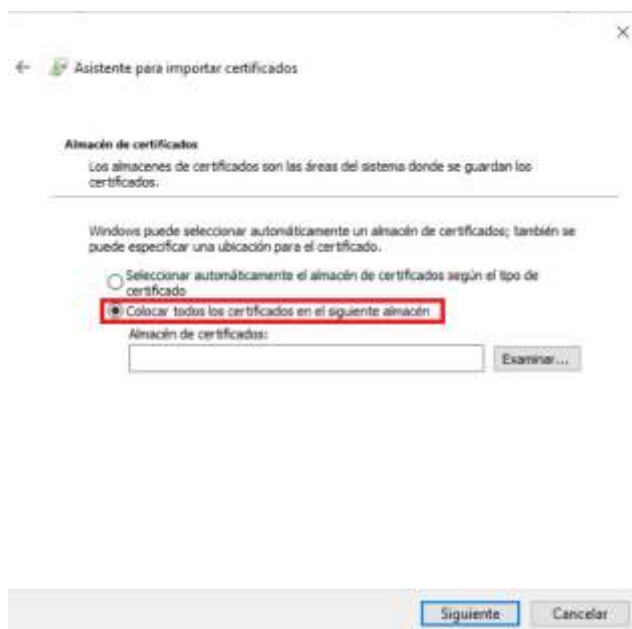 Asistente para importar certificados
Almacén de certificados
Los almacenes de certificados son las áreas del sistema donde se guardan los
certificados.
Windows puede seleccionar automáticamente un almacén de certificados; también se
puede especificar una ubicación para el certificado.
Seleccionar automáticamente el almacén de certificados según el tipo de
certificado
Colocar todos los certificados en el siguiente almacén
Almacén de certificados:
Examinar...
Siguiente
Cancelar